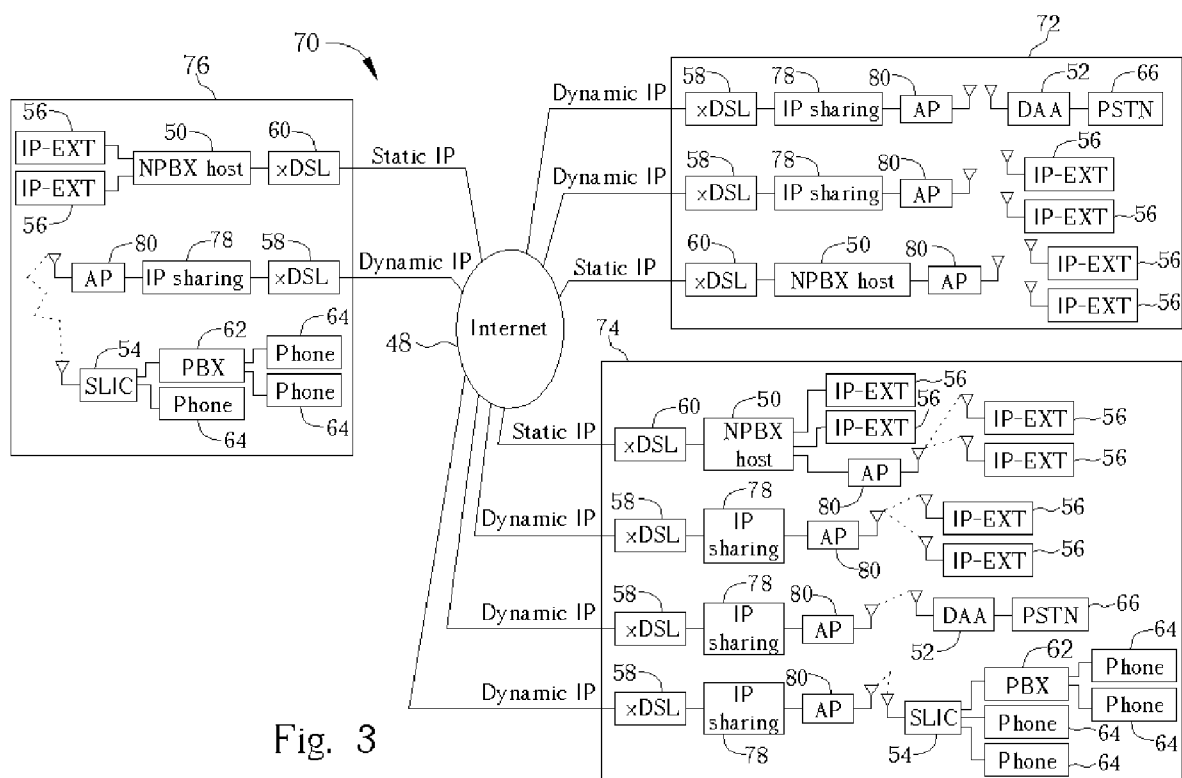 70
76
56
IP-EXT
50
NPBX host
60
xDSL
Static IP
IP-EXT
56
80
AP
78
IP sharing
58
xDSL
Dynamic IP
54
SLIC
62
PBX
64
Phone
Phone
64
Phone
64
Internet
48
72
Dynamic IP
58
xDSL
78
IP sharing
80
AP
52
DAA
66
PSTN
Dynamic IP
58
xDSL
78
IP sharing
80
AP
56
IP-EXT
IP-EXT
56
Static IP
60
xDSL
50
NPBX host
80
AP
IP-EXT
56
IP-EXT
56
74
Static IP
60
xDSL
50
NPBX
host
IP-EXT
56
IP-EXT
56
AP
80
IP-EXT
56
IP-EXT
56
Dynamic IP
58
xDSL
78
IP
sharing
AP
80
IP-EXT
56
IP-EXT
56
Dynamic IP
58
xDSL
78
IP
sharing
80
AP
DAA
52
PSTN
66
Dynamic IP
58
xDSL
IP
sharing
78
80
AP
SLIC
54
62
PBX
64
Phone
Phone
64
Phone
64
Phone
64
Fig. 3